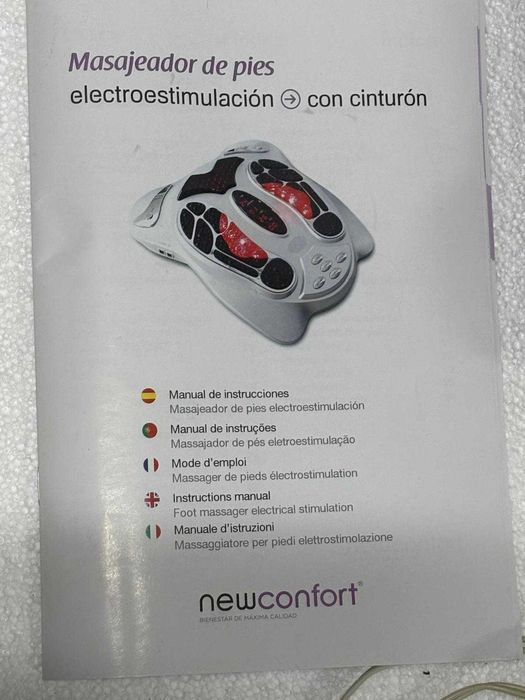 Masajeador de pies
electroestimulación → con cinturón
Manual de instrucciones
Masajeador de pies electroestimulación
Manual de instruções
Massajador de pés eletroestimulação
Mode d'emploi
Massager de pieds électrostimulation
Instructions manual
Foot massager electrical stimulation
Manuale d'istruzioni
Massaggiatore per piedi elettrostimolazione
newconfort®
BIENESTAR DE MÁXIMA CALIDAD